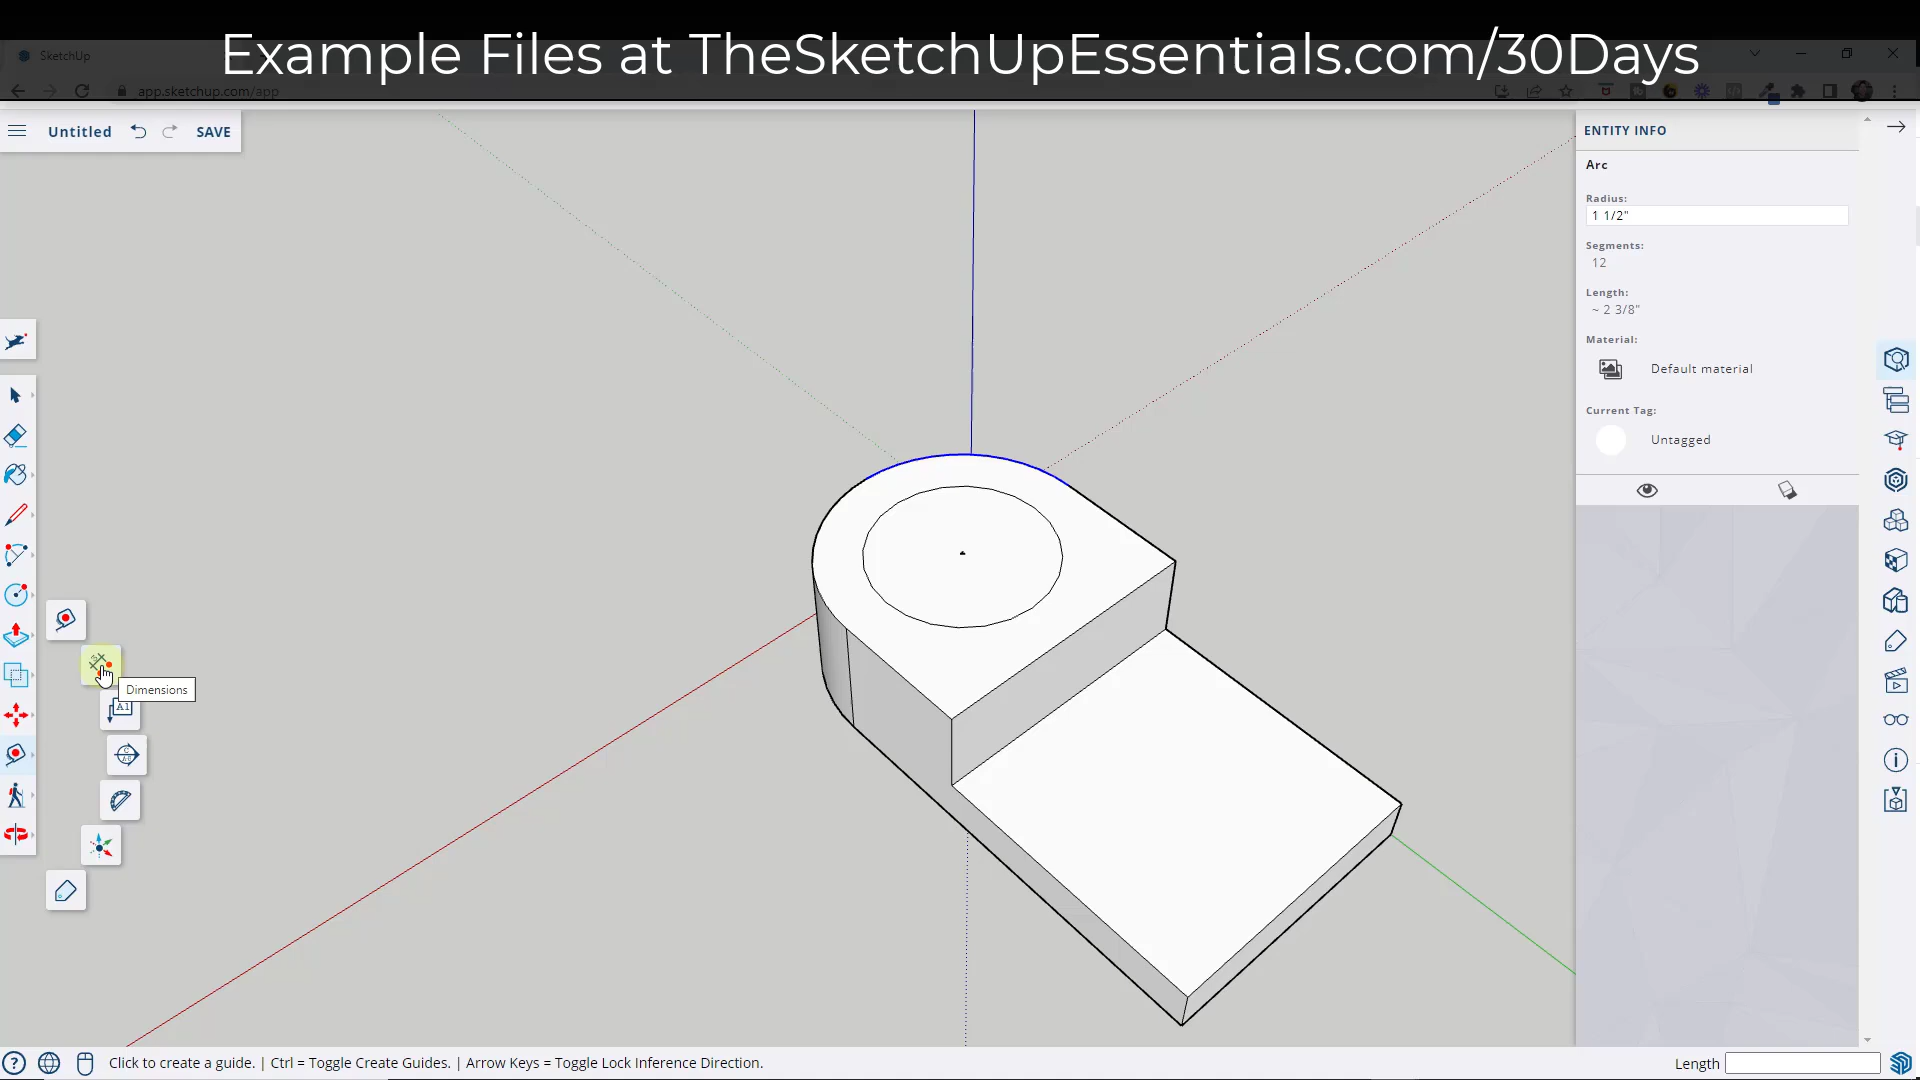 Example Files at TheSketchUpEssentials.com/30Days
SketchUp
app.sketchup.com/app
Untitled
SAVE
ENTITY INFO
Arc
Radius:
1 1/2"
Segments:
12
Length:
~ 2 3/8"
Material:
Default material
Current Tag:
Untagged
Dimensions
A1
Click to create a guide. | Ctrl = Toggle Create Guides. | Arrow Keys = Toggle Lock Inference Direction.
Length